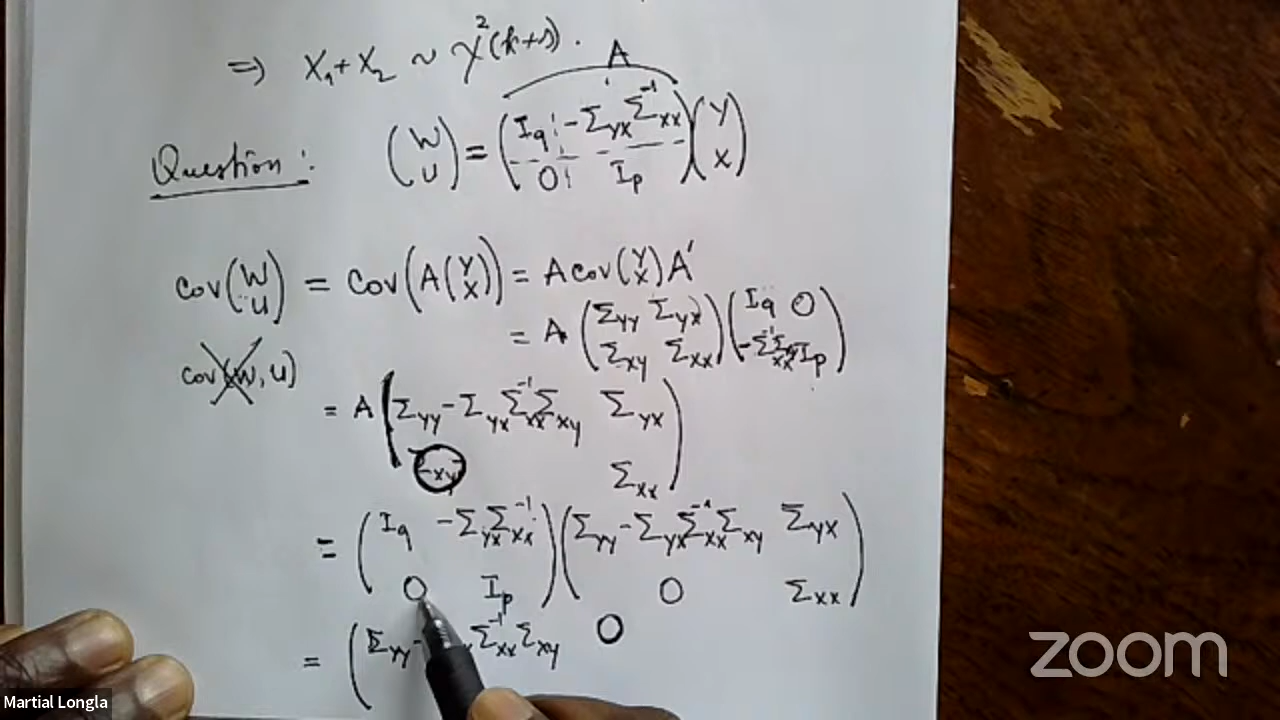 ⇒ X₁+X₂ ~ χ²(k+s).
A
Question: (W U) = (I_q -Σ_yx Σ_xx^{-1} 0 I_p)(Y X)
cov(W U) = Cov(A(Y X)) = A cov(Y X) A'
= A (Σ_yy Σ_yx Σ_xy Σ_xx)(I_q 0 -Σ_xx^{-1}Σ_xy I_p)
cov(W, U)
= A (Σ_yy - Σ_yx Σ_xx^{-1} Σ_xy Σ_yx
Σ_xy Σ_xx)
= (I_q -Σ_yx Σ_xx^{-1} 0 I_p)(Σ_yy - Σ_yx Σ_xx^{-1} Σ_xy Σ_yx 0 Σ_xx)
= (Σ_yy - Σ_xx^{-1} Σ_xy 0
zoom
Martial Longla